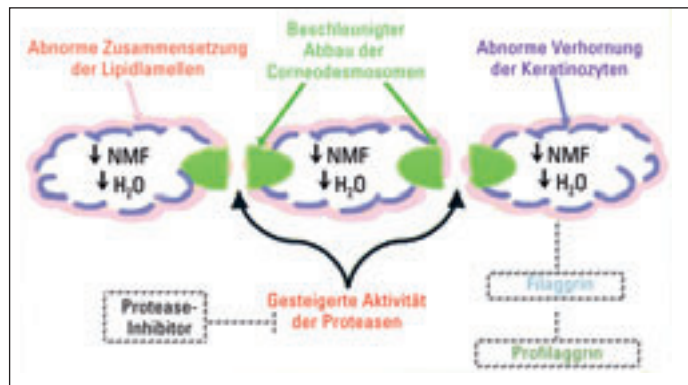 Abnorme Zusammensetzung
der Lipidlamellen
Beschleunigter
Abbau der
Corneodesmosomen
Abnorme Verhornung
der Keratinozyten
↓ NMF
↓ H₂O
↓ NMF
↓ H₂O
↓ NMF
↓ H₂O
Protease-
Inhibitor
Gesteigerte Aktivität
der Proteasen
Filaggrin
Profilaggrin